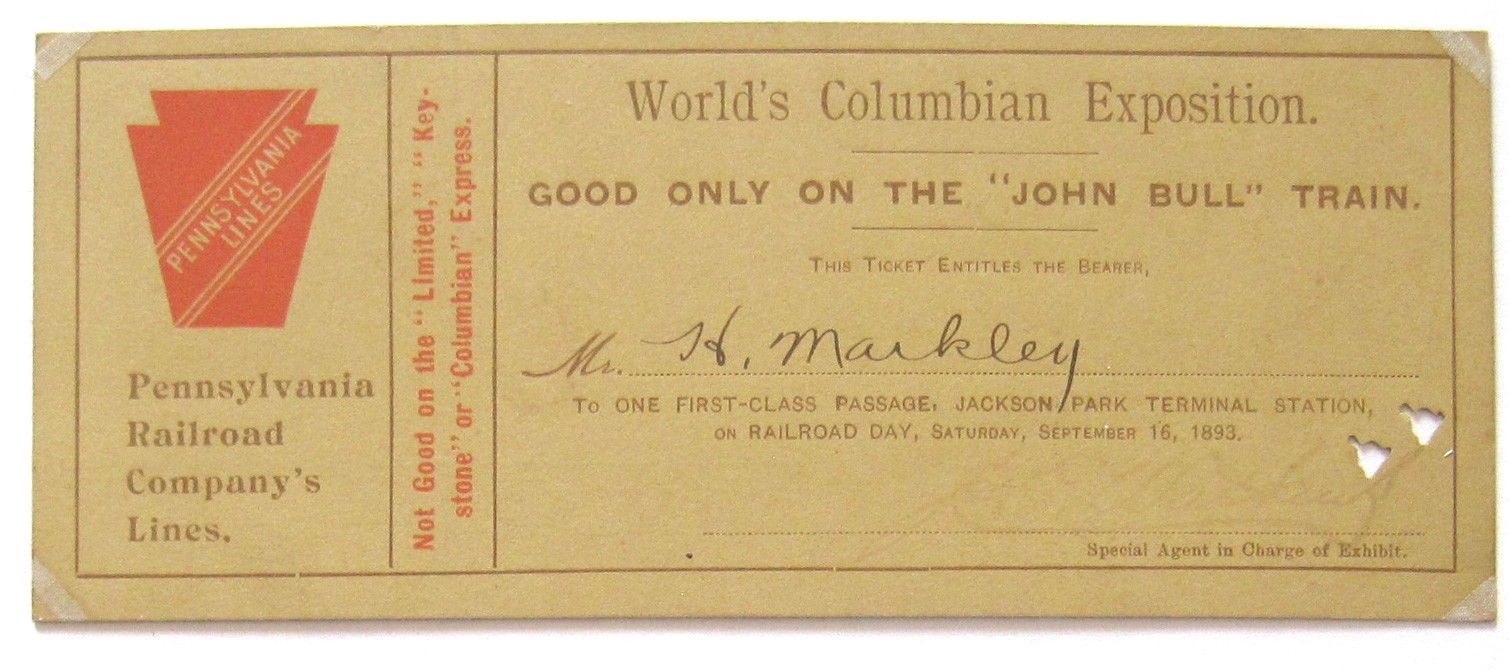 PENNSYLVANIA
LINES
Pennsylvania
Railroad
Company's
Lines.
Not Good on the "Limited," "Key-
stone" or "Columbian" Express.
World's Columbian Exposition.
GOOD ONLY ON THE "JOHN BULL" TRAIN.
THIS TICKET ENTITLES THE BEARER,
Mr. H. Markley
TO ONE FIRST-CLASS PASSAGE, JACKSON PARK TERMINAL STATION,
ON RAILROAD DAY, SATURDAY, SEPTEMBER 16, 1893.
Special Agent in Charge of Exhibit.